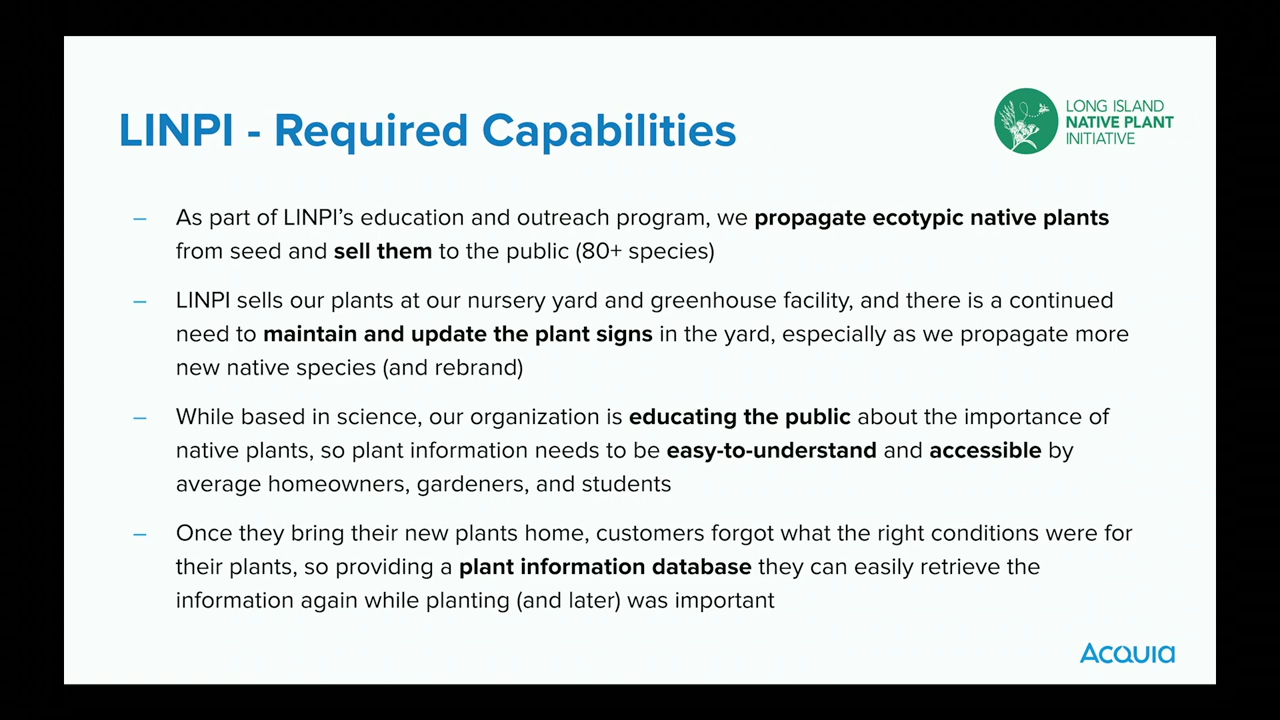 LINPI - Required Capabilities
LONG ISLAND
NATIVE PLANT
INITIATIVE
– As part of LINPI’s education and outreach program, we propagate ecotypic native plants
from seed and sell them to the public (80+ species)
– LINPI sells our plants at our nursery yard and greenhouse facility, and there is a continued
need to maintain and update the plant signs in the yard, especially as we propagate more
new native species (and rebrand)
– While based in science, our organization is educating the public about the importance of
native plants, so plant information needs to be easy-to-understand and accessible by
average homeowners, gardeners, and students
– Once they bring their new plants home, customers forgot what the right conditions were for
their plants, so providing a plant information database they can easily retrieve the
information again while planting (and later) was important
Acquia